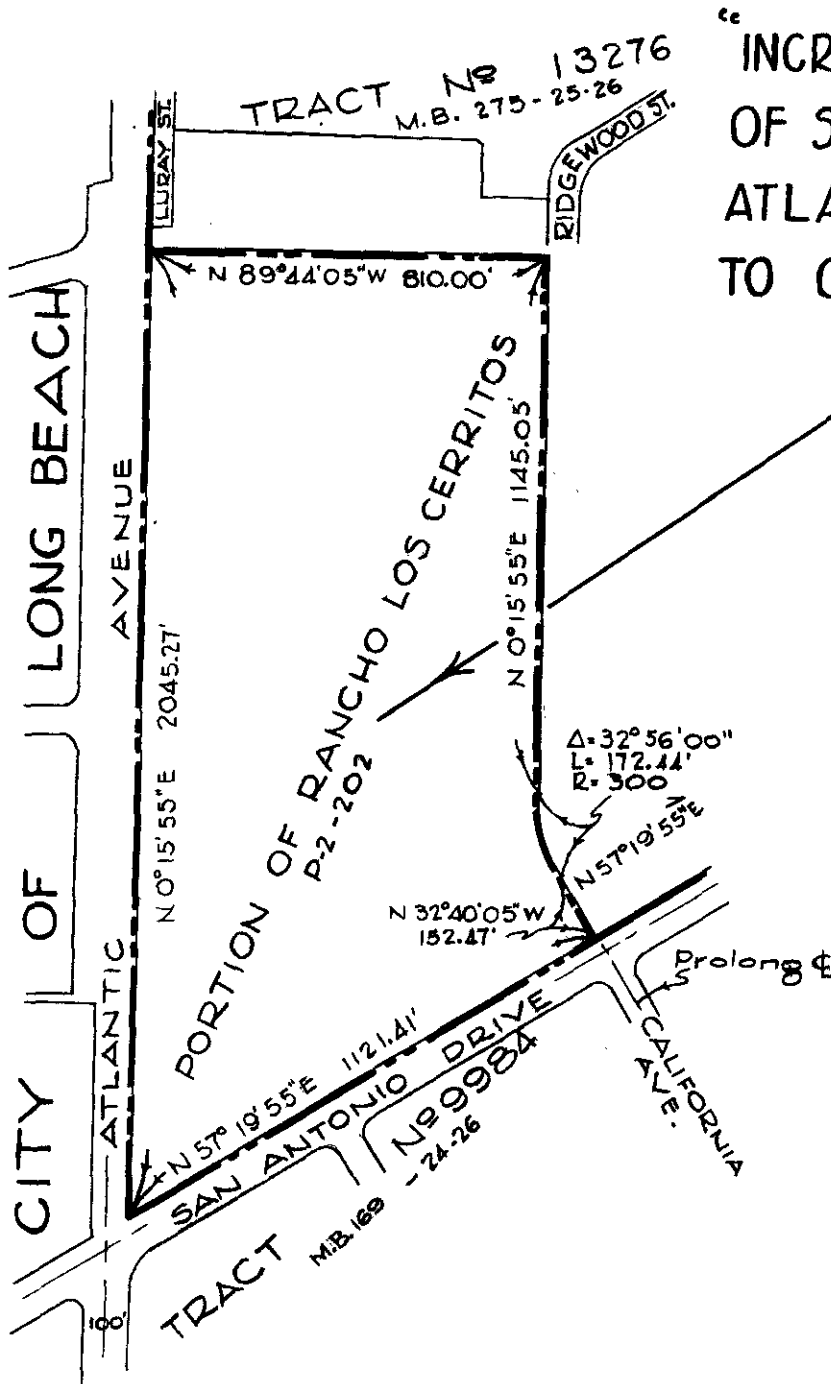 "INCR
OF S
ATLA
TO
TRACT Nº 13276
M.B. 275-25-26
LURAY ST.
RIDGEWOOD ST.
N 89°44'05"W 810.00'
CITY OF LONG BEACH
ATLANTIC AVENUE
N 0°15'55"E 2045.27'
PORTION OF RANCHO LOS CERRITOS
P-2-202
N 0°15'55"E 1145.05'
Δ=32°56'00"
L=172.44'
R=300
N 57°19'55"E
N 32°40'05"W
152.47'
Prolong ℄
CALIFORNIA
AVE.
N 57°19'55"E 1121.41'
SAN ANTONIO DRIVE
TRACT Nº 9984
M.B. 169-24-26
100'